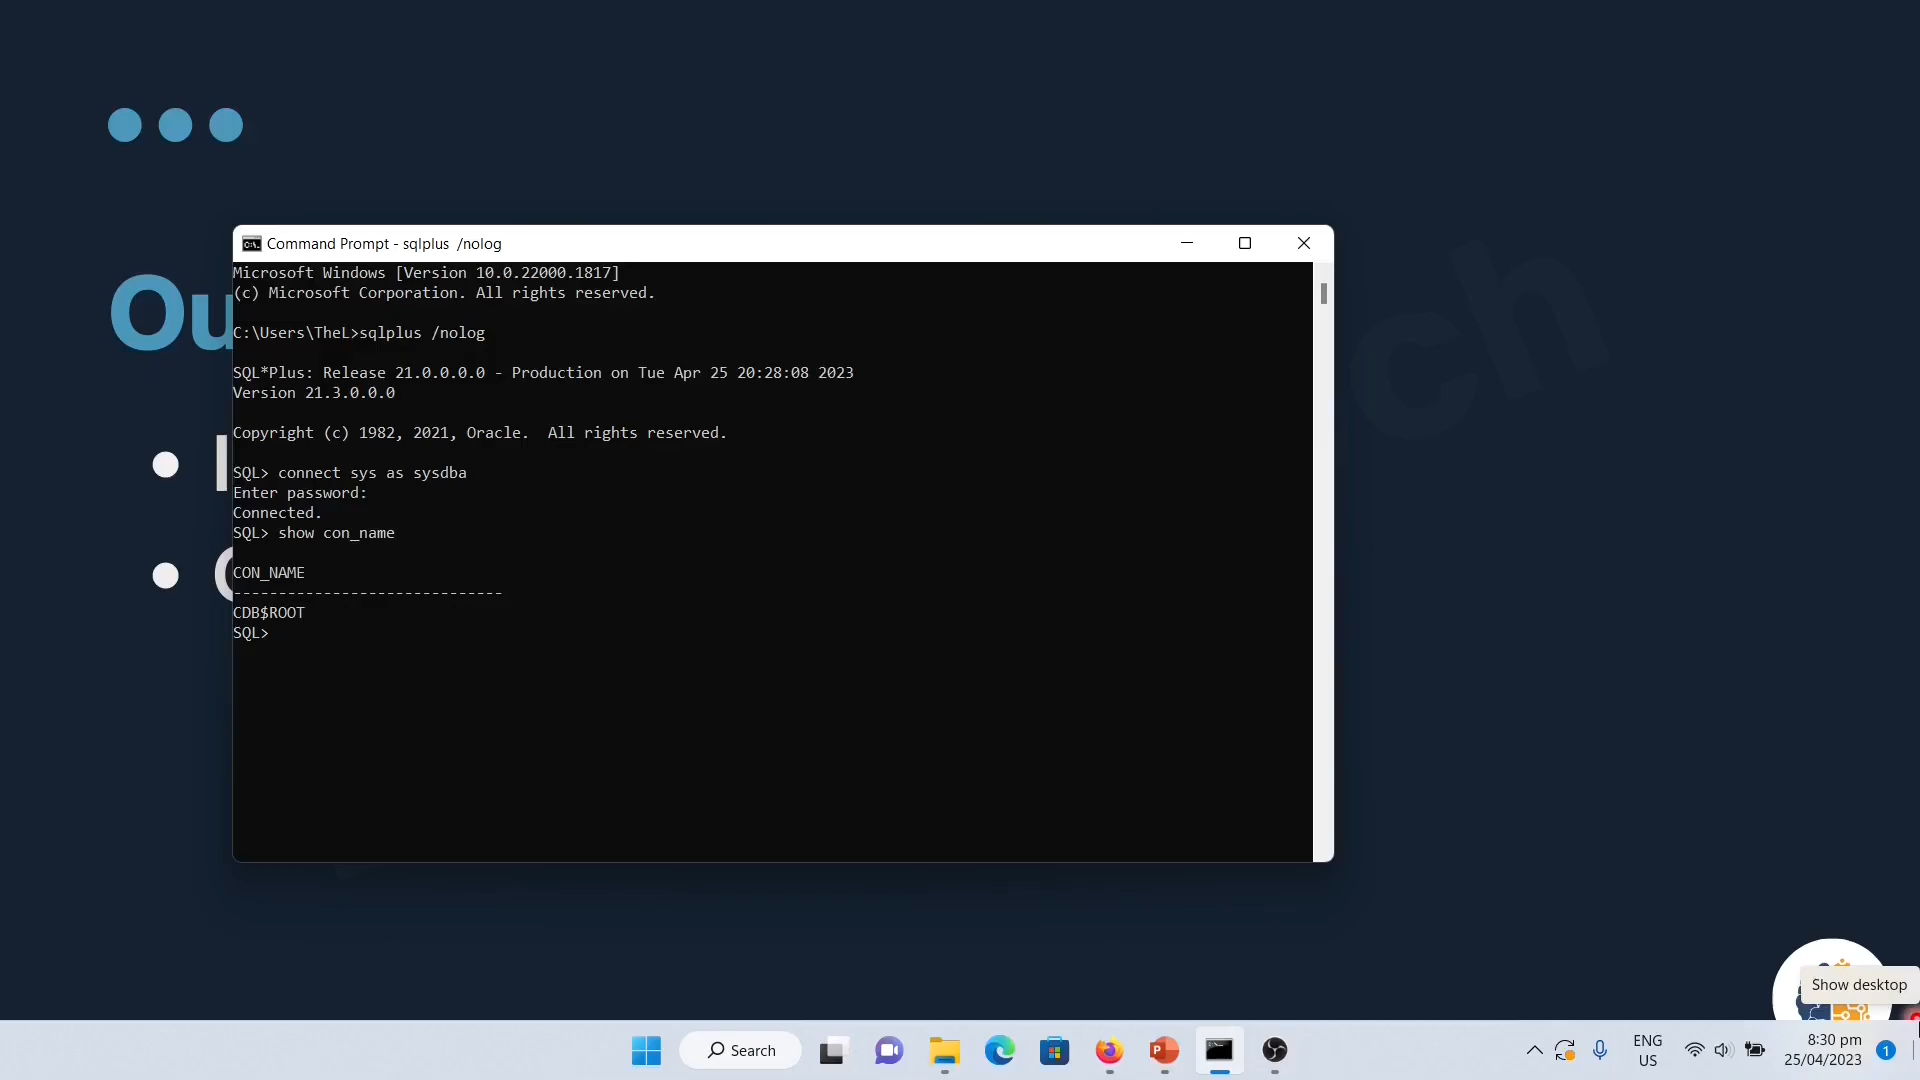 Command Prompt - sqlplus  /nolog
Microsoft Windows [Version 10.0.22000.1817]
(c) Microsoft Corporation. All rights reserved.
C:\Users\TheL>sqlplus /nolog
SQL*Plus: Release 21.0.0.0.0 - Production on Tue Apr 25 20:28:08 2023
Version 21.3.0.0.0
Copyright (c) 1982, 2021, Oracle.  All rights reserved.
SQL> connect sys as sysdba
Enter password:
Connected.
SQL> show con_name
CON_NAME
------------------------------
CDB$ROOT
SQL>
Show desktop
Search
ENG
US
8:30 pm
25/04/2023
1